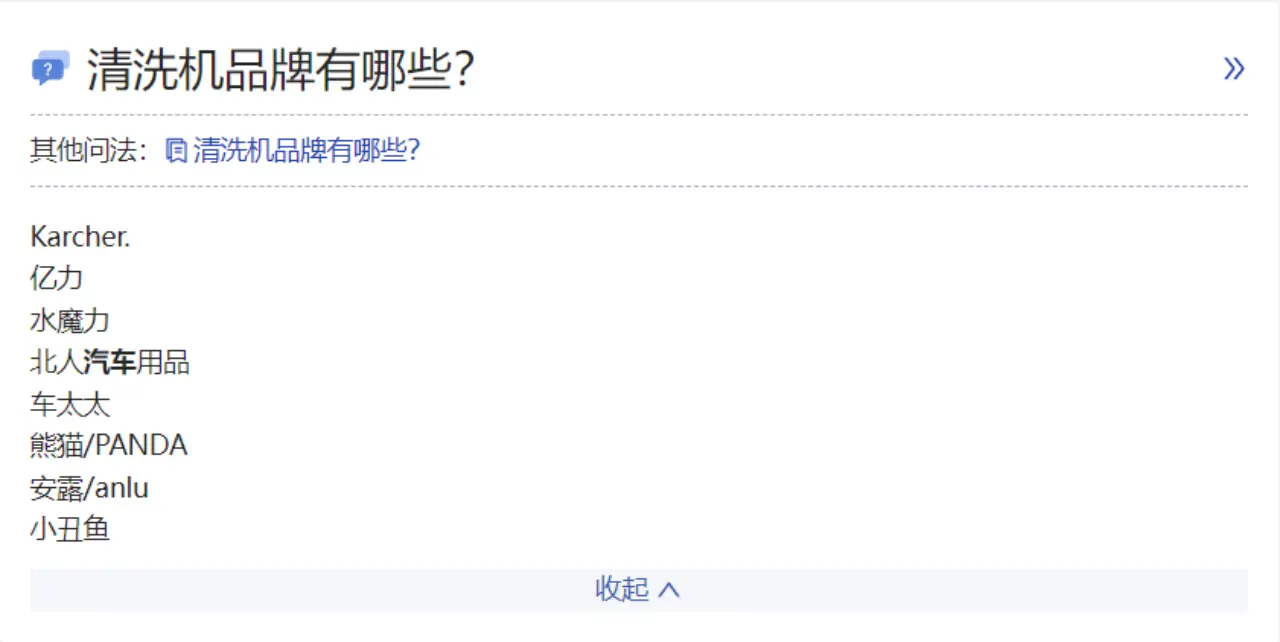 清洗机品牌有哪些?
其他问法: 清洗机品牌有哪些?
Karcher.
亿力
水魔力
北人汽车用品
车太太
熊猫/PANDA
安露/anlu
小丑鱼
收起